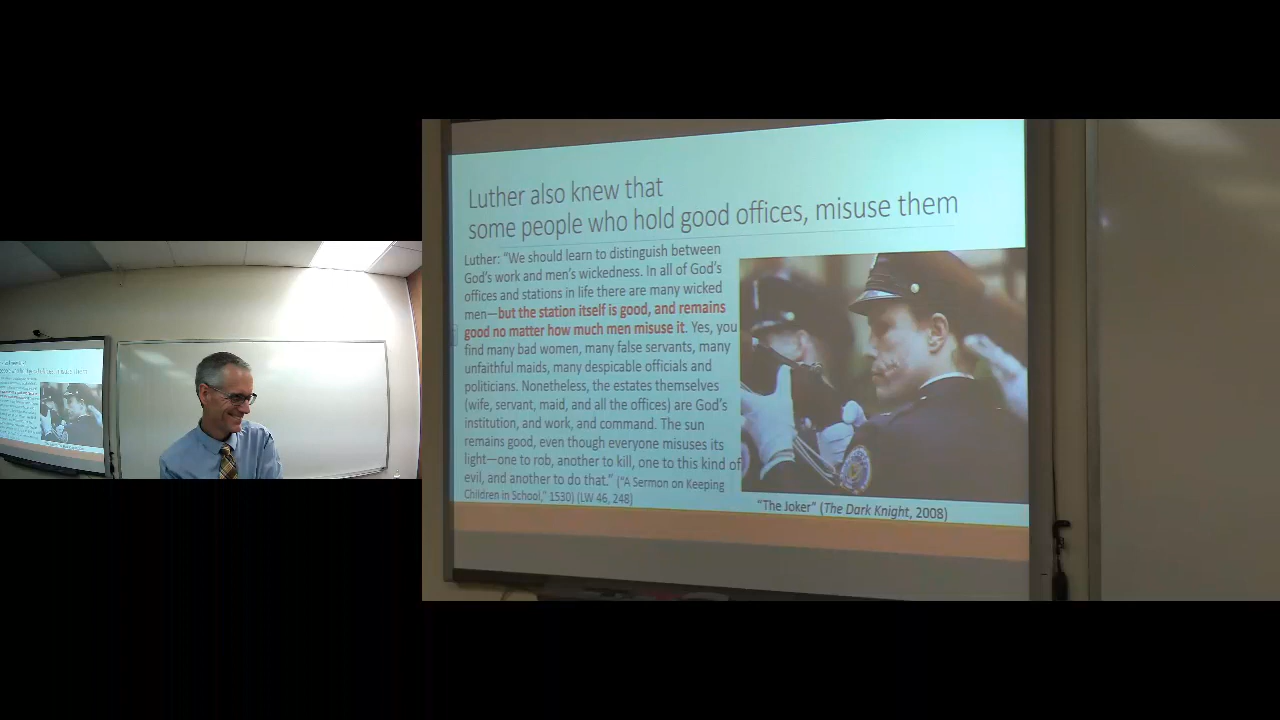 Luther also knew that
some people who hold good offices, misuse them
Luther: “We should learn to distinguish between
God’s work and men’s wickedness. In all of God’s
offices and stations in life there are many wicked
men—but the station itself is good, and remains
good no matter how much men misuse it. Yes, you
find many bad women, many false servants, many
unfaithful maids, many despicable officials and
politicians. Nonetheless, the estates themselves
(wife, servant, maid, and all the offices) are God’s
institution, and work, and command. The sun
remains good, even though everyone misuses its
light—one to rob, another to kill, one to this kind of
evil, and another to do that.” (“A Sermon on Keeping
Children in School,” 1530) (LW 46, 248)
“The Joker” (The Dark Knight, 2008)